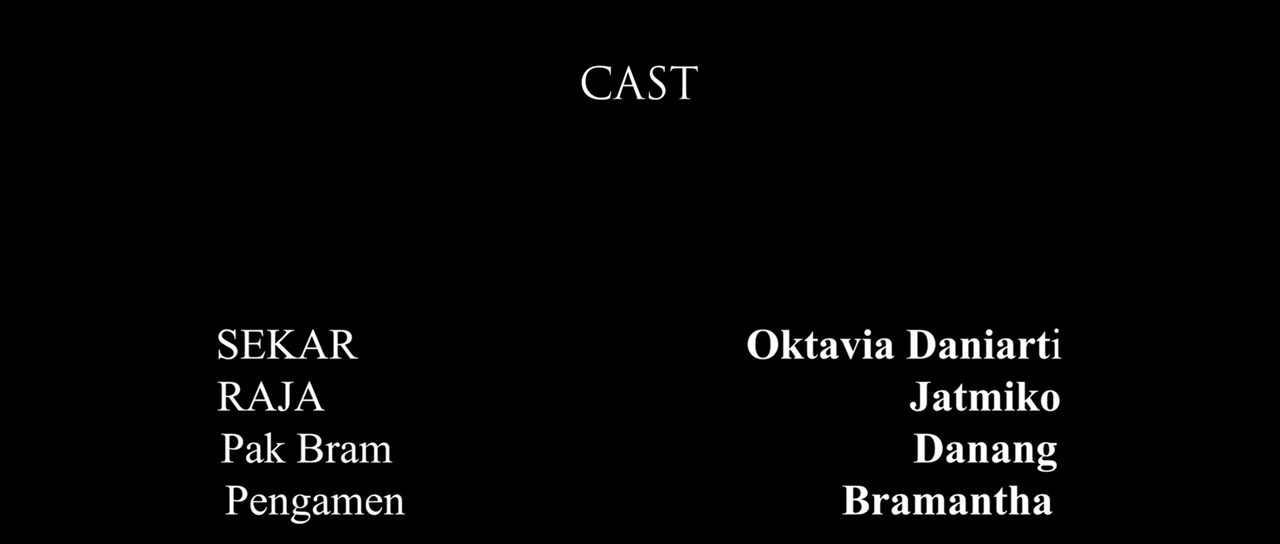 CAST
SEKAR Oktavia Daniarti
RAJA Jatmiko
Pak Bram Danang
Pengamen Bramantha